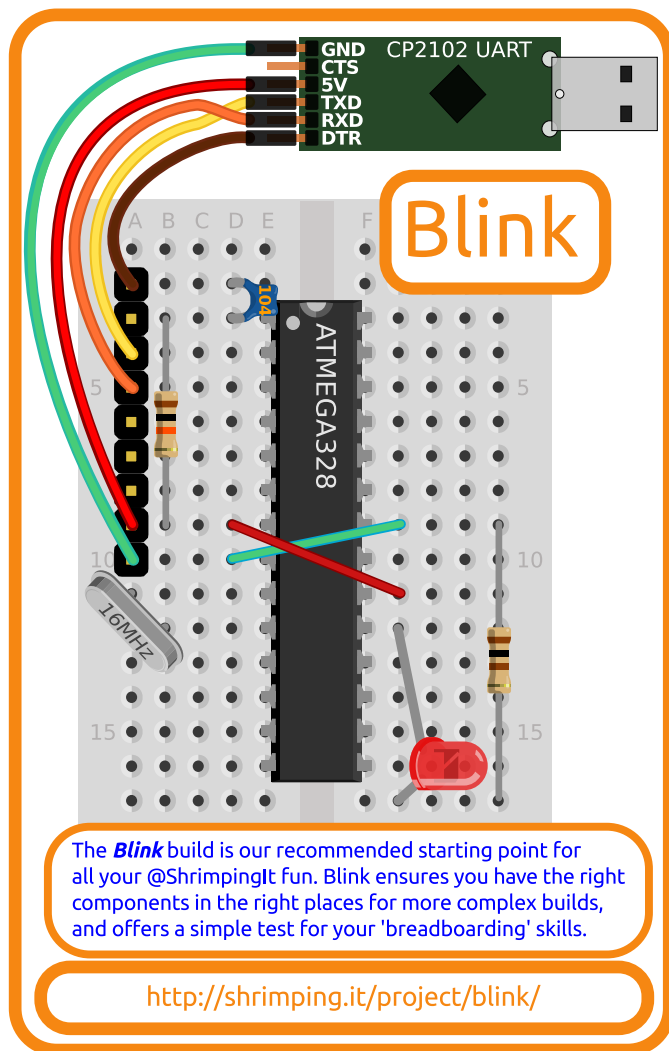 GND
CP2102 UART
CTS
5V
TXD
RXD
DTR
Blink
A B C D E F
104
ATMEGA328
5 5
10 10
16MHz
15 15
The Blink build is our recommended starting point for
all your @ShrimpingIt fun. Blink ensures you have the right
components in the right places for more complex builds,
and offers a simple test for your 'breadboarding' skills.
http://shrimping.it/project/blink/